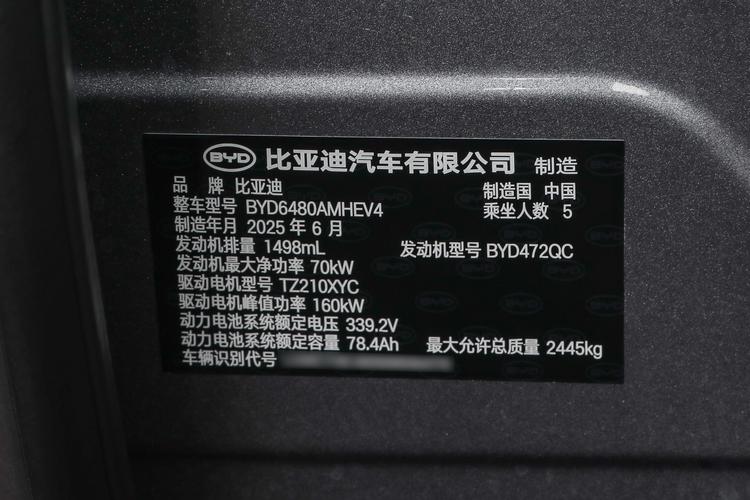 BYD 比亚迪汽车有限公司 制造
品 牌 比亚迪 制造国 中国
整车型号 BYD6480AMHEV4 乘坐人数 5
制造年月 2025 年 6 月
发动机排量 1498mL 发动机型号 BYD472QC
发动机最大净功率 70kW
驱动电机型号 TZ210XYC
驱动电机峰值功率 160kW
动力电池系统额定电压 339.2V
动力电池系统额定容量 78.4Ah 最大允许总质量 2445kg
车辆识别代号